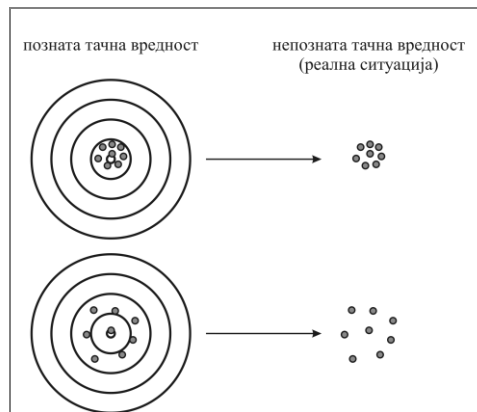 позната тачна вредност
непозната тачна вредност
(реална ситуација)